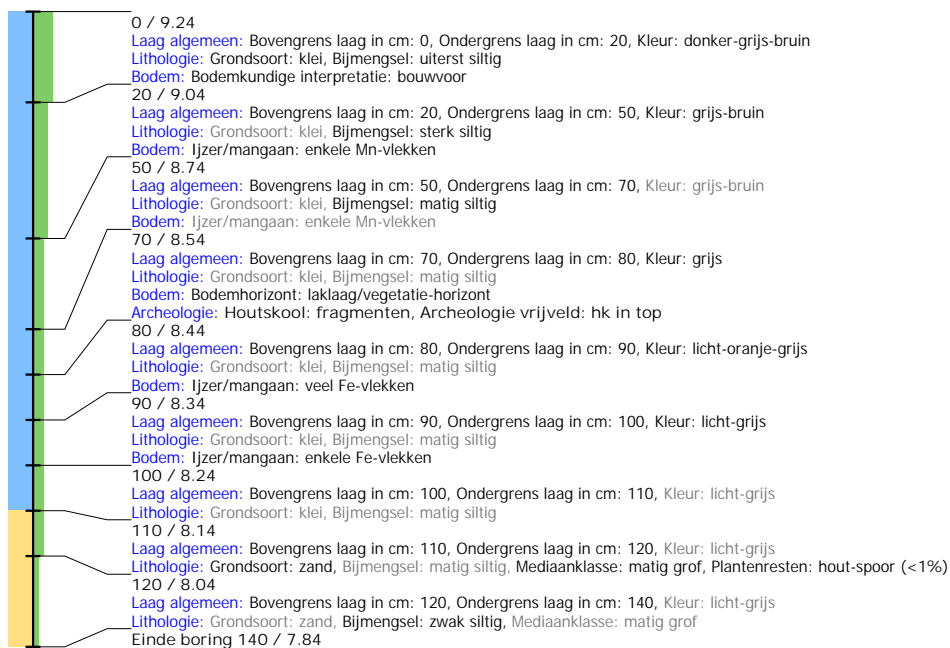 0 / 9.24
Laag algemeen: Bovengrens laag in cm: 0, Ondergrens laag in cm: 20, Kleur: donker-grijs-bruin
Lithologie: Grondsoort: klei, Bijmengsel: uiterst siltig
Bodem: Bodemkundige interpretatie: bouwvoor
20 / 9.04
Laag algemeen: Bovengrens laag in cm: 20, Ondergrens laag in cm: 50, Kleur: grijs-bruin
Lithologie: Grondsoort: klei, Bijmengsel: sterk siltig
Bodem: Ijzer/mangaan: enkele Mn-vlekken
50 / 8.74
Laag algemeen: Bovengrens laag in cm: 50, Ondergrens laag in cm: 70, Kleur: grijs-bruin
Lithologie: Grondsoort: klei, Bijmengsel: matig siltig
Bodem: Ijzer/mangaan: enkele Mn-vlekken
70 / 8.54
Laag algemeen: Bovengrens laag in cm: 70, Ondergrens laag in cm: 80, Kleur: grijs
Lithologie: Grondsoort: klei, Bijmengsel: matig siltig
Bodem: Bodemhorizont: laklaag/vegetatie-horizont
Archeologie: Houtskool: fragmenten, Archeologie vrijveld: hk in top
80 / 8.44
Laag algemeen: Bovengrens laag in cm: 80, Ondergrens laag in cm: 90, Kleur: licht-oranje-grijs
Lithologie: Grondsoort: klei, Bijmengsel: matig siltig
Bodem: Ijzer/mangaan: veel Fe-vlekken
90 / 8.34
Laag algemeen: Bovengrens laag in cm: 90, Ondergrens laag in cm: 100, Kleur: licht-grijs
Lithologie: Grondsoort: klei, Bijmengsel: matig siltig
Bodem: Ijzer/mangaan: enkele Fe-vlekken
100 / 8.24
Laag algemeen: Bovengrens laag in cm: 100, Ondergrens laag in cm: 110, Kleur: licht-grijs
Lithologie: Grondsoort: klei, Bijmengsel: matig siltig
110 / 8.14
Laag algemeen: Bovengrens laag in cm: 110, Ondergrens laag in cm: 120, Kleur: licht-grijs
Lithologie: Grondsoort: zand, Bijmengsel: matig siltig, Mediaanklasse: matig grof, Plantenresten: hout-spoor (<1%)
120 / 8.04
Laag algemeen: Bovengrens laag in cm: 120, Ondergrens laag in cm: 140, Kleur: licht-grijs
Lithologie: Grondsoort: zand, Bijmengsel: zwak siltig, Mediaanklasse: matig grof
Einde boring 140 / 7.84